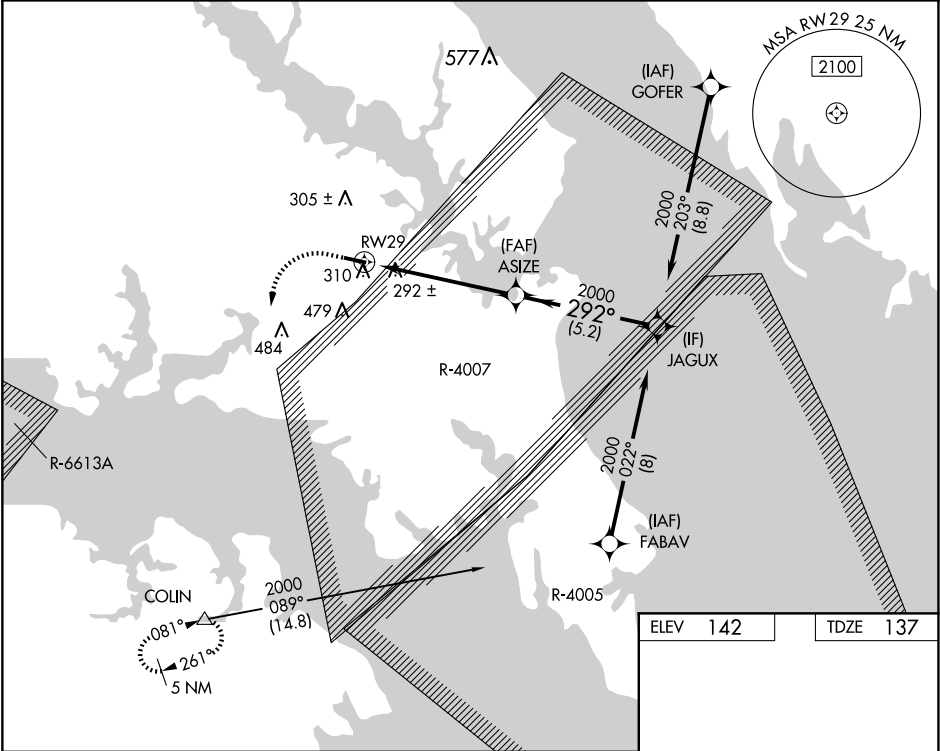 577
(IAF)
GOFER
MSA RW29 25 NM
2100
2000
203°
(8.8)
305 ±
RW29
310
292 ±
(FAF)
ASIZE
2000
292°
(5.2)
479
484
(IF)
JAGUX
R-4007
R-6613A
2000
022°
(8)
(IAF)
FABAV
COLIN
2000
089°
(14.8)
081°
261°
5 NM
R-4005
ELEV 142
TDZE 137